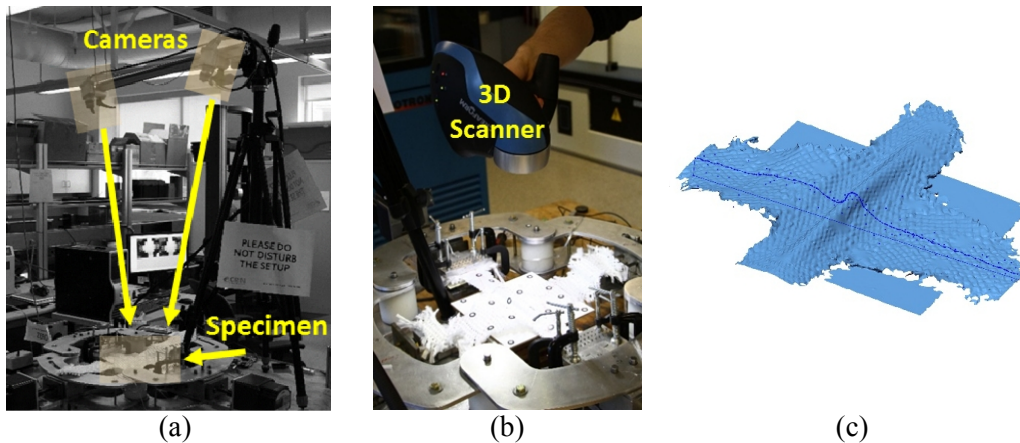 Cameras
PLEASE DO
NOT DISTURB
THE SETUP
Specimen
3D
Scanner
(a)
(b)
(c)